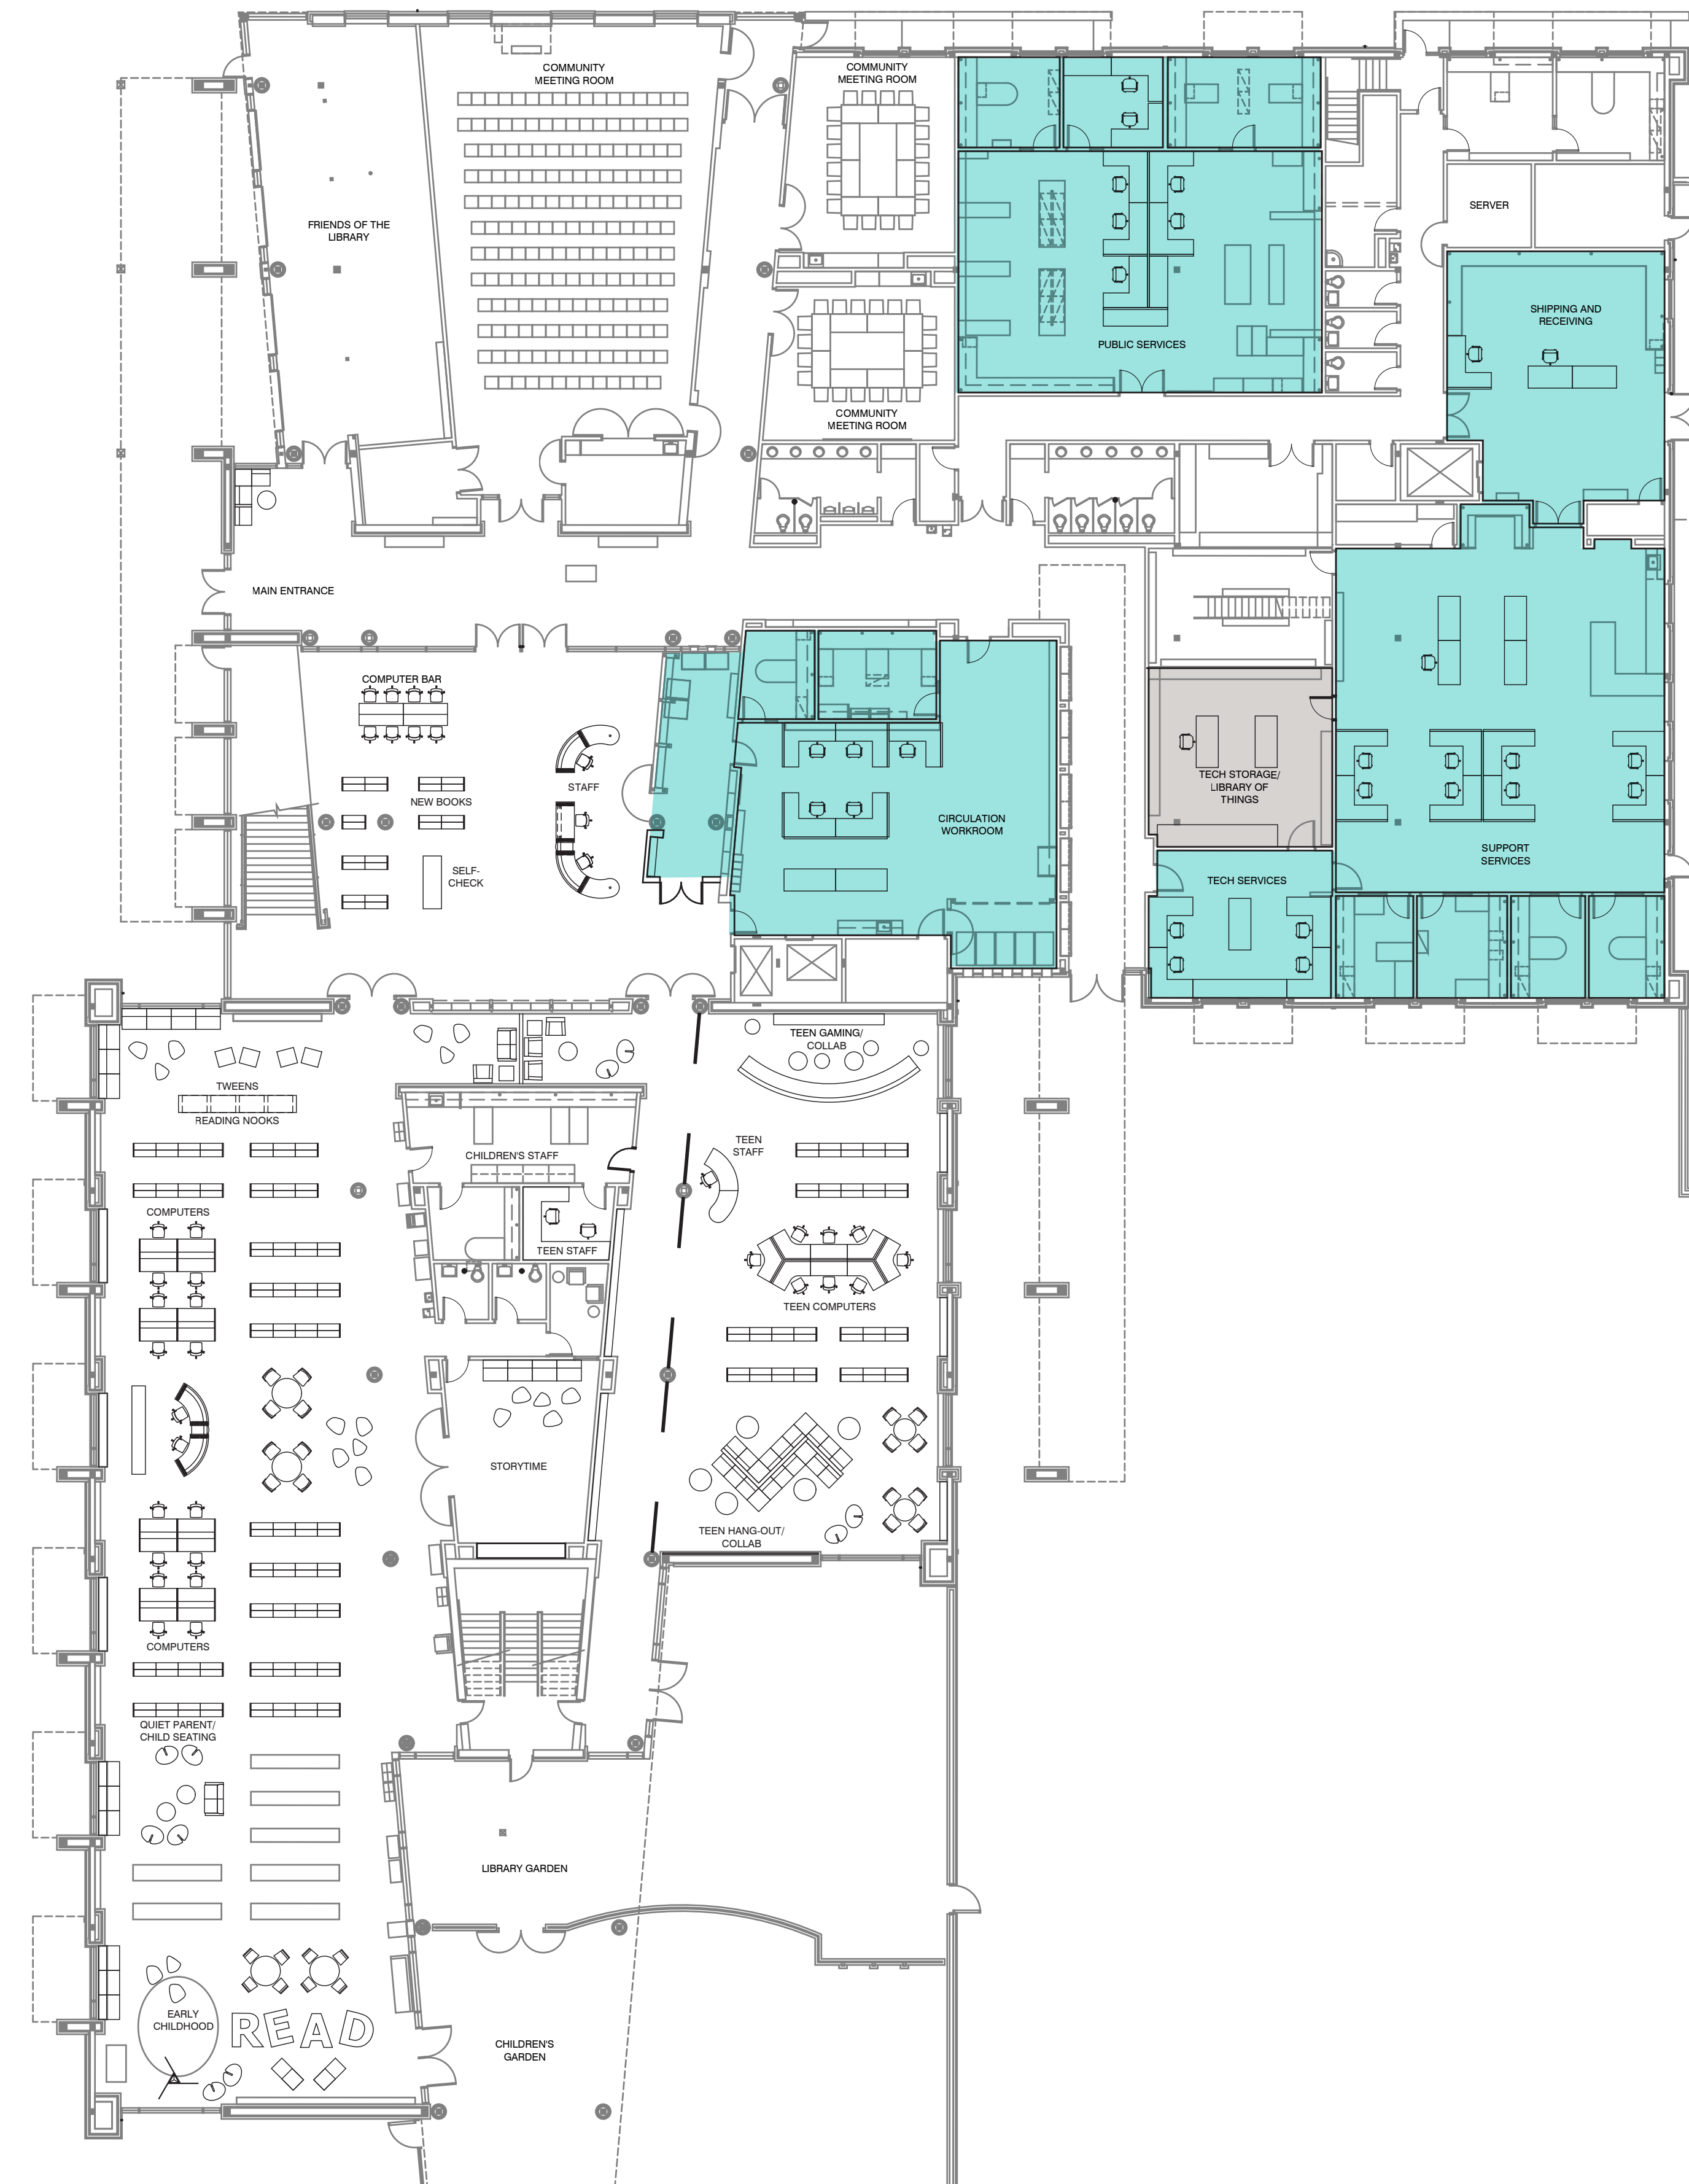 COMMUNITY
MEETING ROOM
COMMUNITY
MEETING ROOM
FRIENDS OF THE
LIBRARY
SERVER
SHIPPING AND
RECEIVING
PUBLIC SERVICES
COMMUNITY
MEETING ROOM
MAIN ENTRANCE
COMPUTER BAR
STAFF
NEW BOOKS
SELF-
CHECK
CIRCULATION
WORKROOM
TECH STORAGE/
LIBRARY OF
THINGS
SUPPORT
SERVICES
TECH SERVICES
TEEN GAMING/
COLLAB
TWEENS
READING NOOKS
CHILDREN'S STAFF
TEEN
STAFF
COMPUTERS
TEEN STAFF
TEEN COMPUTERS
STORYTIME
TEEN HANG-OUT/
COLLAB
COMPUTERS
QUIET PARENT/
CHILD SEATING
LIBRARY GARDEN
EARLY
CHILDHOOD
READ
CHILDREN'S
GARDEN